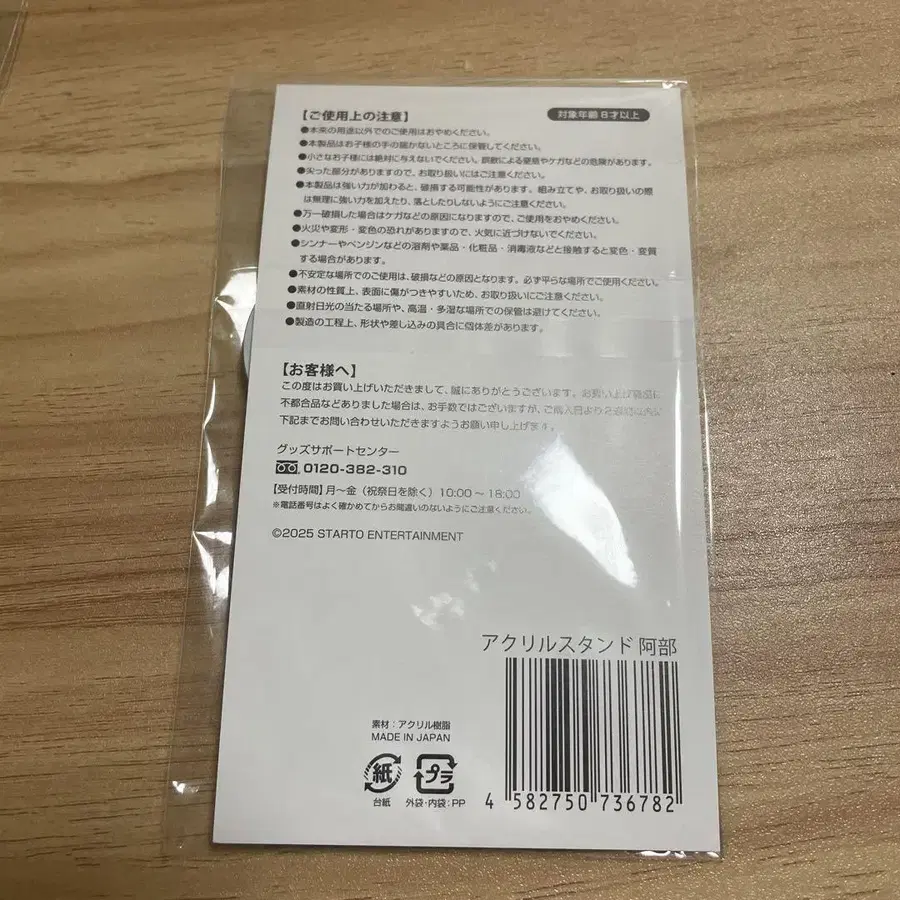 【ご使用上の注意】
対象年齢 8才以上
●本来の用途以外でのご使用はおやめください。
●本製品はお子様の手の届かないところに保管してください。
●小さなお子様には絶対に与えないでください。誤飲による窒息やケガなどの危険があります。
●尖った部分がありますので、お取り扱いにはご注意ください。
●本製品は強い力が加わると、破損する可能性があります。組み立てや、お取り扱いの際
は無理に強い力を加えたり、落としたりしないようにご注意ください。
●万一破損した場合はケガなどの原因になりますので、ご使用をおやめください。
●火災や変形・変色の恐れがありますので、火気に近づけないでください。
●シンナーやベンジンなどの溶剤や薬品・化粧品・消毒液などと接触すると変色・変質
する場合があります。
●不安定な場所でのご使用は、破損などの原因となります。必ず平らな場所でご使用ください。
●素材の性質上、表面に傷がつきやすいため、お取り扱いにご注意ください。
●直射日光の当たる場所や、高温・多湿な場所での保管は避けてください。
●製造の工程上、形状や差し込みの具合に個体差があります。
【お客様へ】
この度はお買い上げいただきまして、誠にありがとうございます。お買い上げ商品に
不都合品などありました場合は、お手数ではございますが、ご購入日より2週間以内に
下記までお問い合わせいただきますようお願い申し上げます。
グッズサポートセンター
0120-382-310
【受付時間】月〜金（祝祭日を除く）10:00〜18:00
※電話番号はよく確かめてからお間違いのないようにご注意ください。
©2025 STARTO ENTERTAINMENT
アクリルスタンド 阿部
素材：アクリル樹脂
MADE IN JAPAN
紙
台紙
プラ
外袋・内袋：PP
4 582750 736782